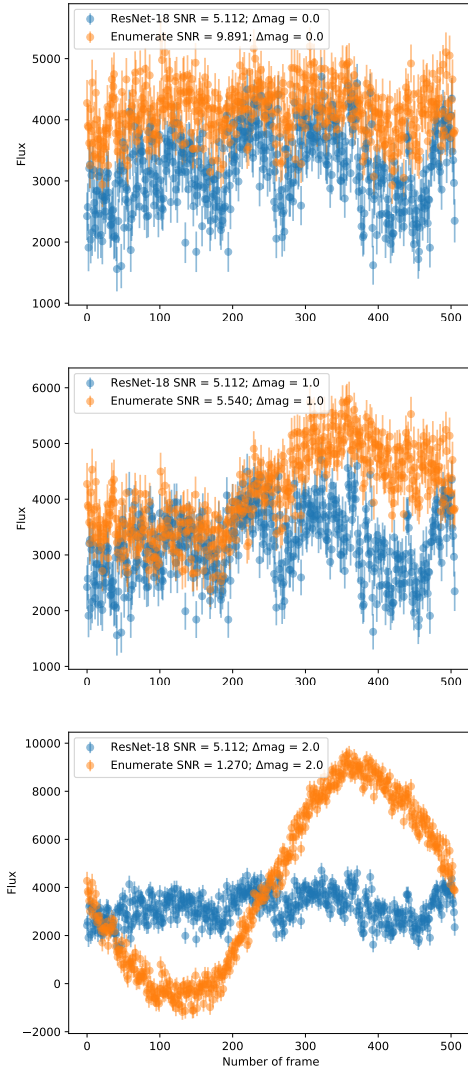 ResNet-18 SNR = 5.112; Δmag = 0.0
Enumerate SNR = 9.891; Δmag = 0.0
5000
4000
3000
2000
1000
Flux
0 100 200 300 400 500
ResNet-18 SNR = 5.112; Δmag = 1.0
Enumerate SNR = 5.540; Δmag = 1.0
6000
5000
4000
3000
2000
1000
Flux
0 100 200 300 400 500
ResNet-18 SNR = 5.112; Δmag = 2.0
Enumerate SNR = 1.270; Δmag = 2.0
10000
8000
6000
4000
2000
0
−2000
Flux
0 100 200 300 400 500
Number of frame